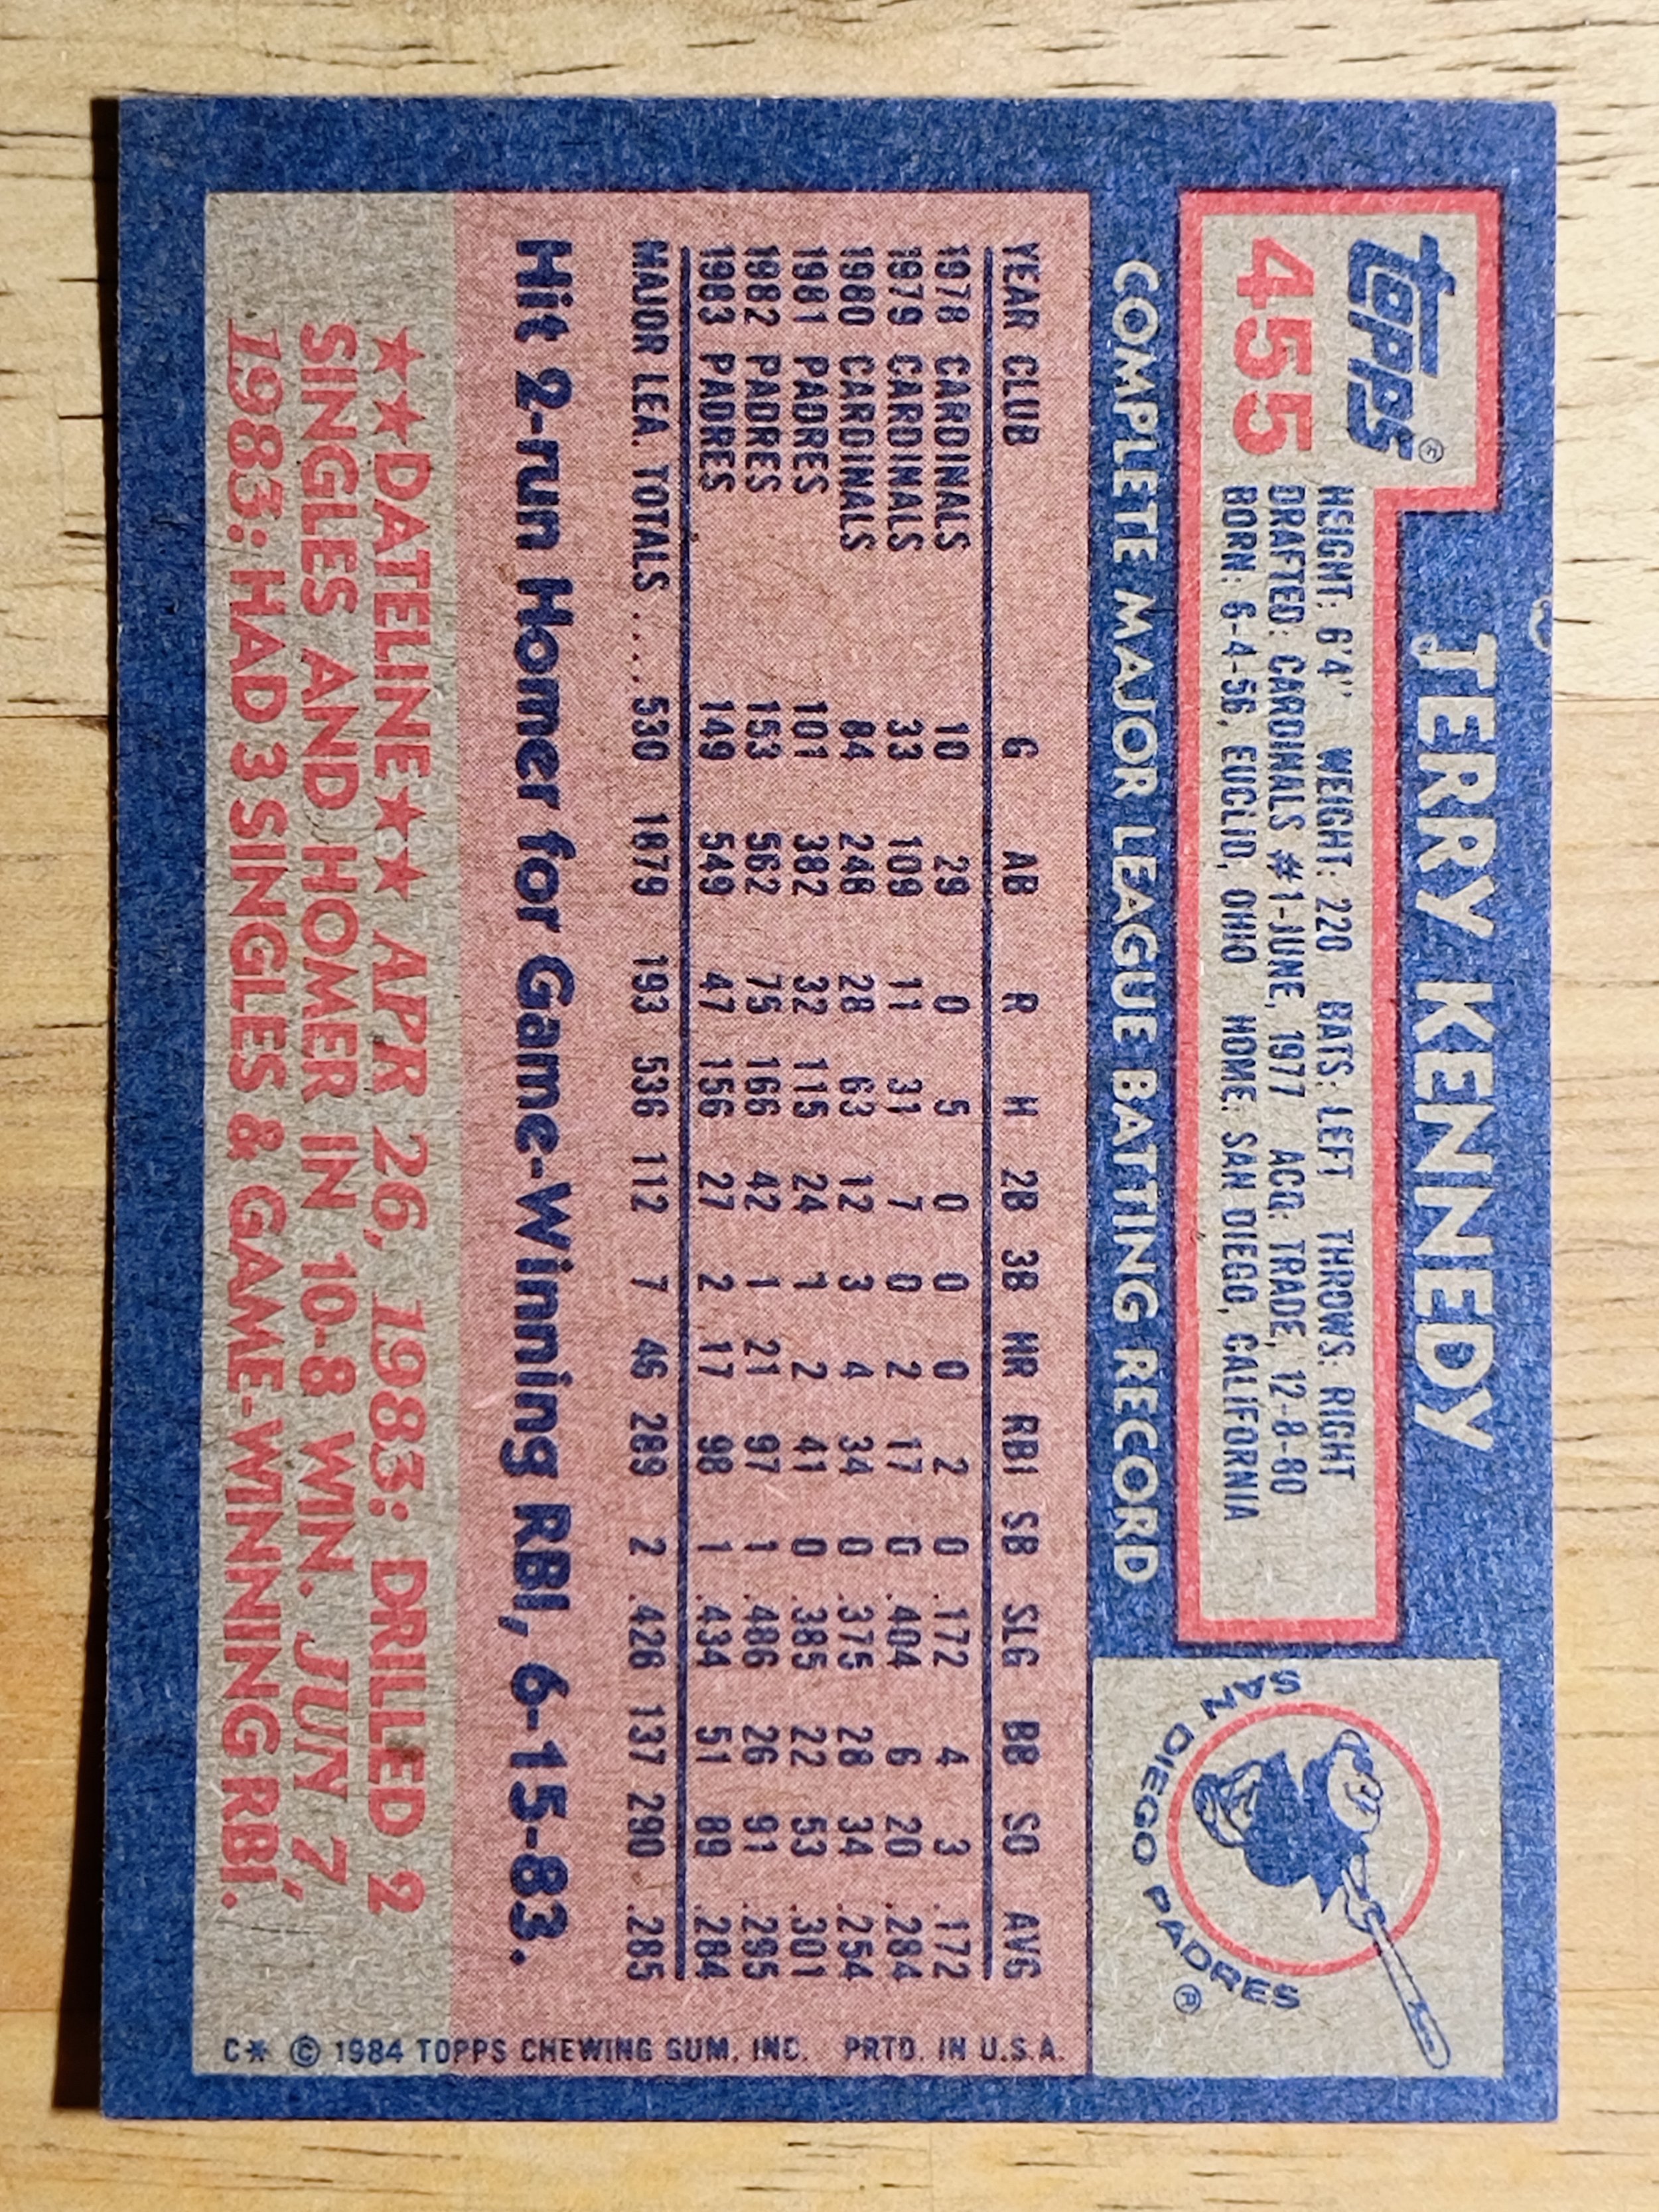 topps®
455
TERRY KENNEDY
HEIGHT: 6'4" WEIGHT: 220 BATS: LEFT THROWS: RIGHT
DRAFTED: CARDINALS #1-JUNE, 1977 ACQ: TRADE, 12-8-80
BORN: 6-4-56, EUCLID, OHIO HOME: SAN DIEGO, CALIFORNIA
SAN DIEGO PADRES ®
COMPLETE MAJOR LEAGUE BATTING RECORD
YEAR CLUB G AB R H 2B 3B HR RBI SB SLG BB SO AVG
1978 CARDINALS 10 29 0 5 0 0 0 2 0 .172 4 3 .172
1979 CARDINALS 33 109 11 31 7 0 2 17 0 .404 6 20 .284
1980 CARDINALS 84 248 28 63 12 3 4 34 0 .375 28 34 .254
1981 PADRES 101 382 32 115 24 1 2 41 0 .385 22 53 .301
1982 PADRES 153 562 75 166 42 1 21 97 1 .486 26 91 .295
1983 PADRES 149 549 47 156 27 2 17 98 1 .434 51 89 .284
MAJOR LEA. TOTALS .... 530 1879 193 536 112 7 46 289 2 .426 137 290 .285
Hit 2-run Homer for Game-Winning RBI, 6-15-83.
★★DATELINE★★ APR 26, 1983: DRILLED 2
SINGLES AND HOMER IN 10-8 WIN. JUN 7,
1983: HAD 3 SINGLES & GAME-WINNING RBI.
C* © 1984 TOPPS CHEWING GUM, INC. PRTD. IN U.S.A.